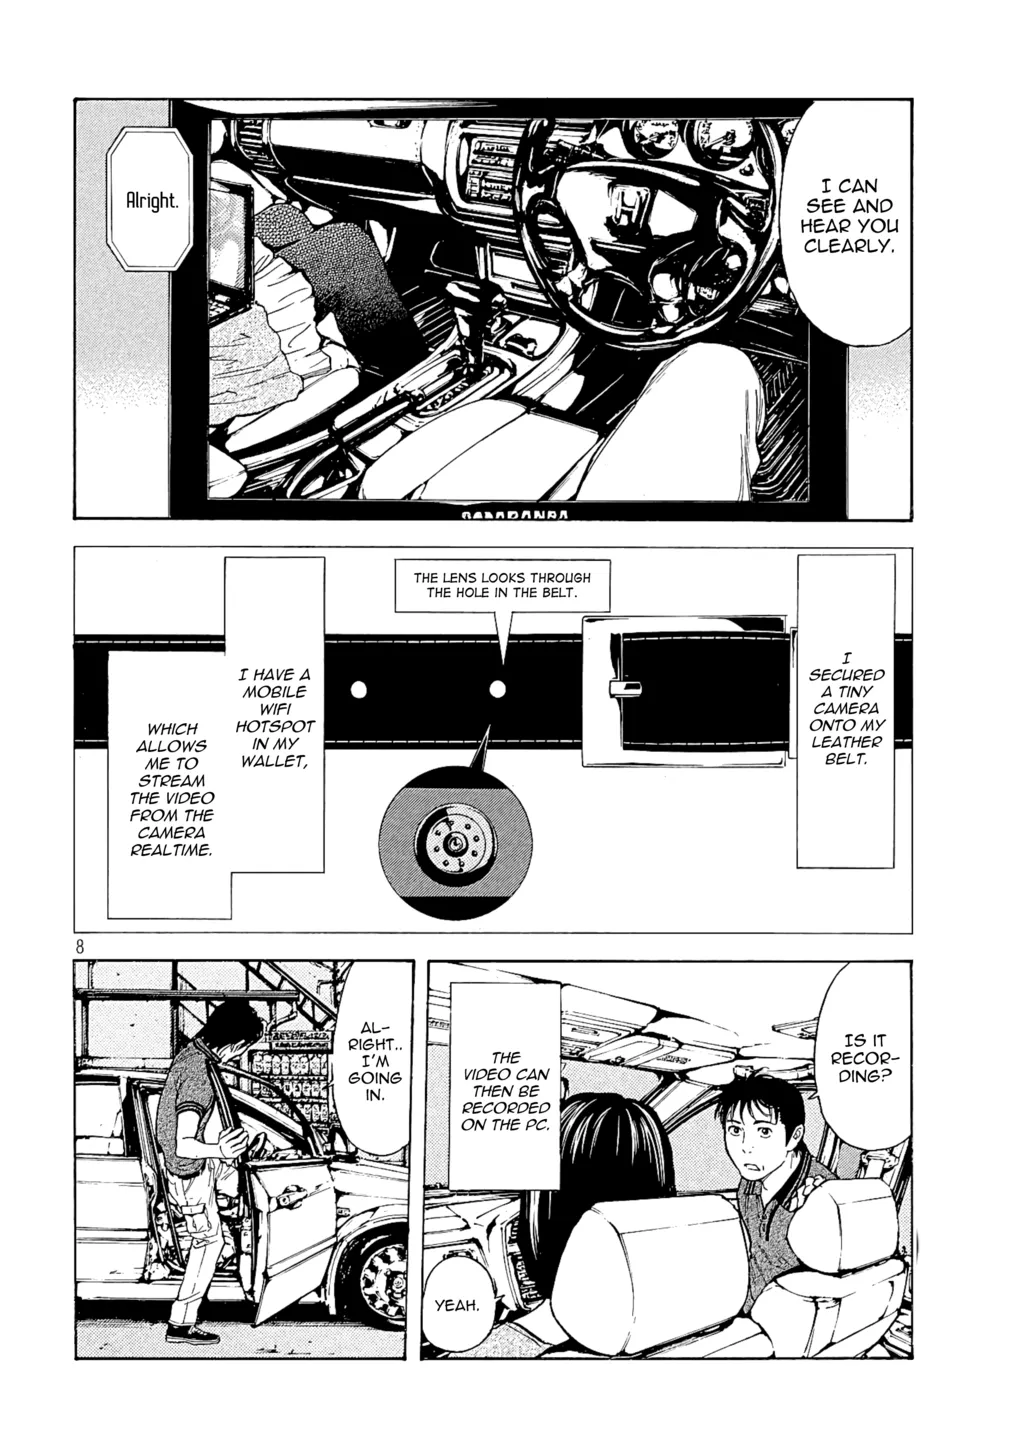 I CAN
SEE AND
HEAR YOU
CLEARLY.
Alright.
I
SECURED
A TINY
CAMERA
ONTO MY
LEATHER
BELT.
THE LENS LOOKS THROUGH
THE HOLE IN THE BELT.
I HAVE A
MOBILE
WIFI
HOTSPOT
IN MY
WALLET,
WHICH
ALLOWS
ME TO
STREAM
THE VIDEO
FROM THE
CAMERA
REALTIME.
8
IS IT
RECOR-
DING?
THE
VIDEO CAN
THEN BE
RECORDED
ON THE PC.
YEAH.
AL-
RIGHT..
I'M
GOING
IN.